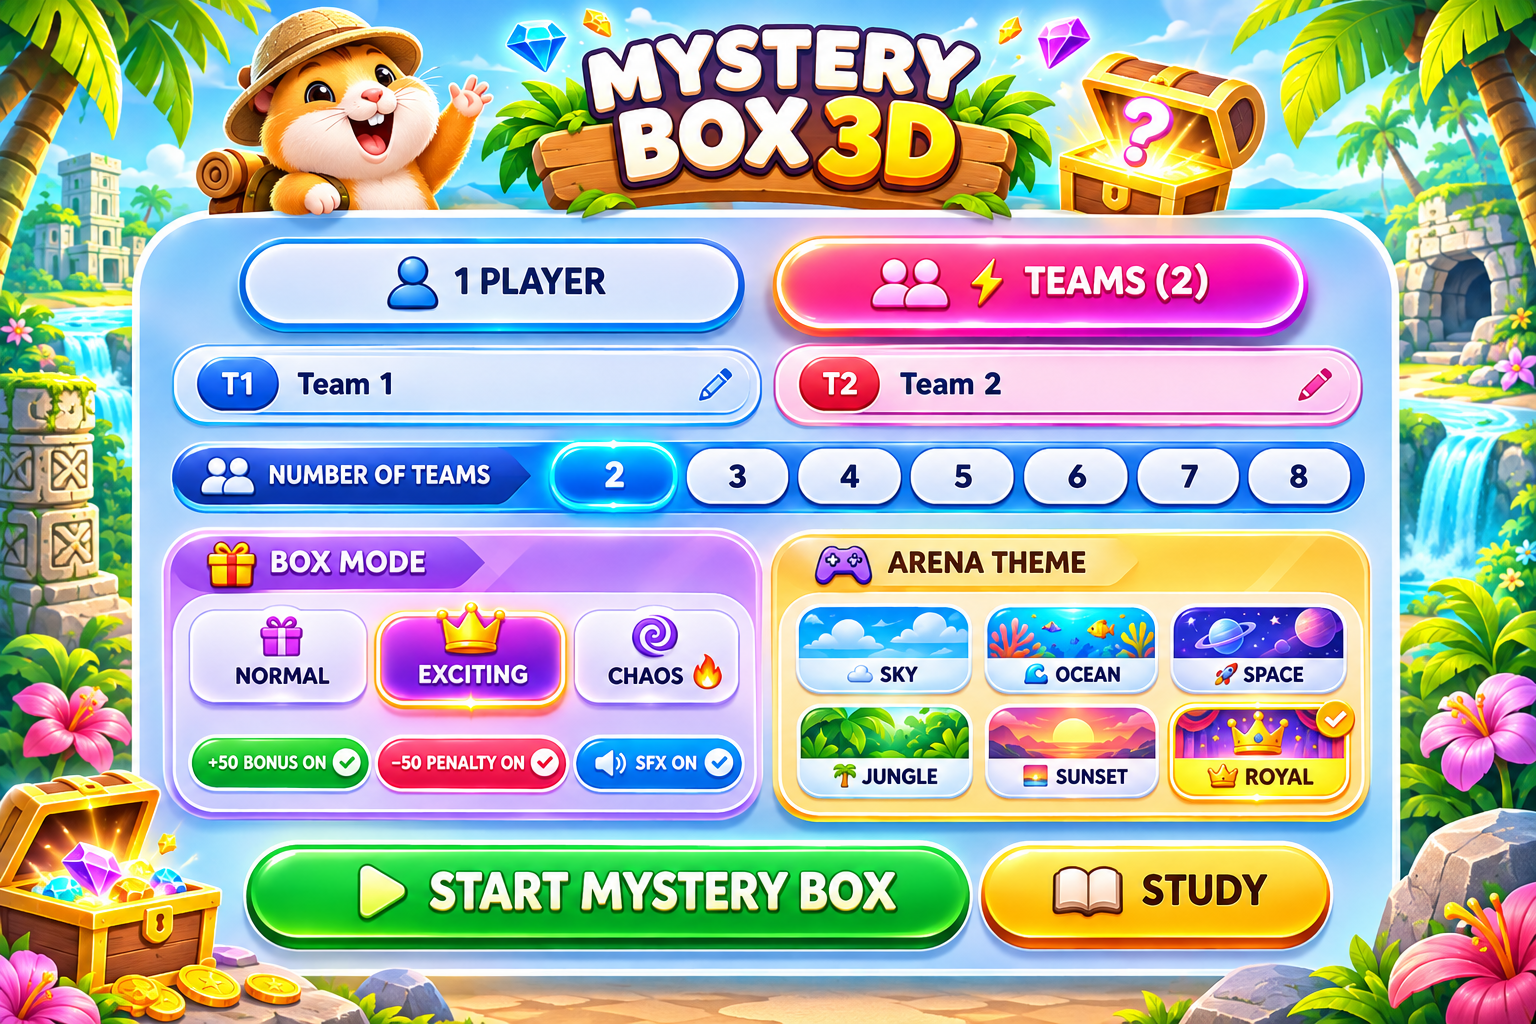 MYSTERY
BOX 3D
?
1 PLAYER
TEAMS (2)
T1 Team 1
T2 Team 2
NUMBER OF TEAMS 2 3 4 5 6 7 8
BOX MODE
NORMAL
EXCITING
CHAOS
+50 BONUS ON
−50 PENALTY ON
SFX ON
ARENA THEME
SKY
OCEAN
SPACE
JUNGLE
SUNSET
ROYAL
START MYSTERY BOX
STUDY